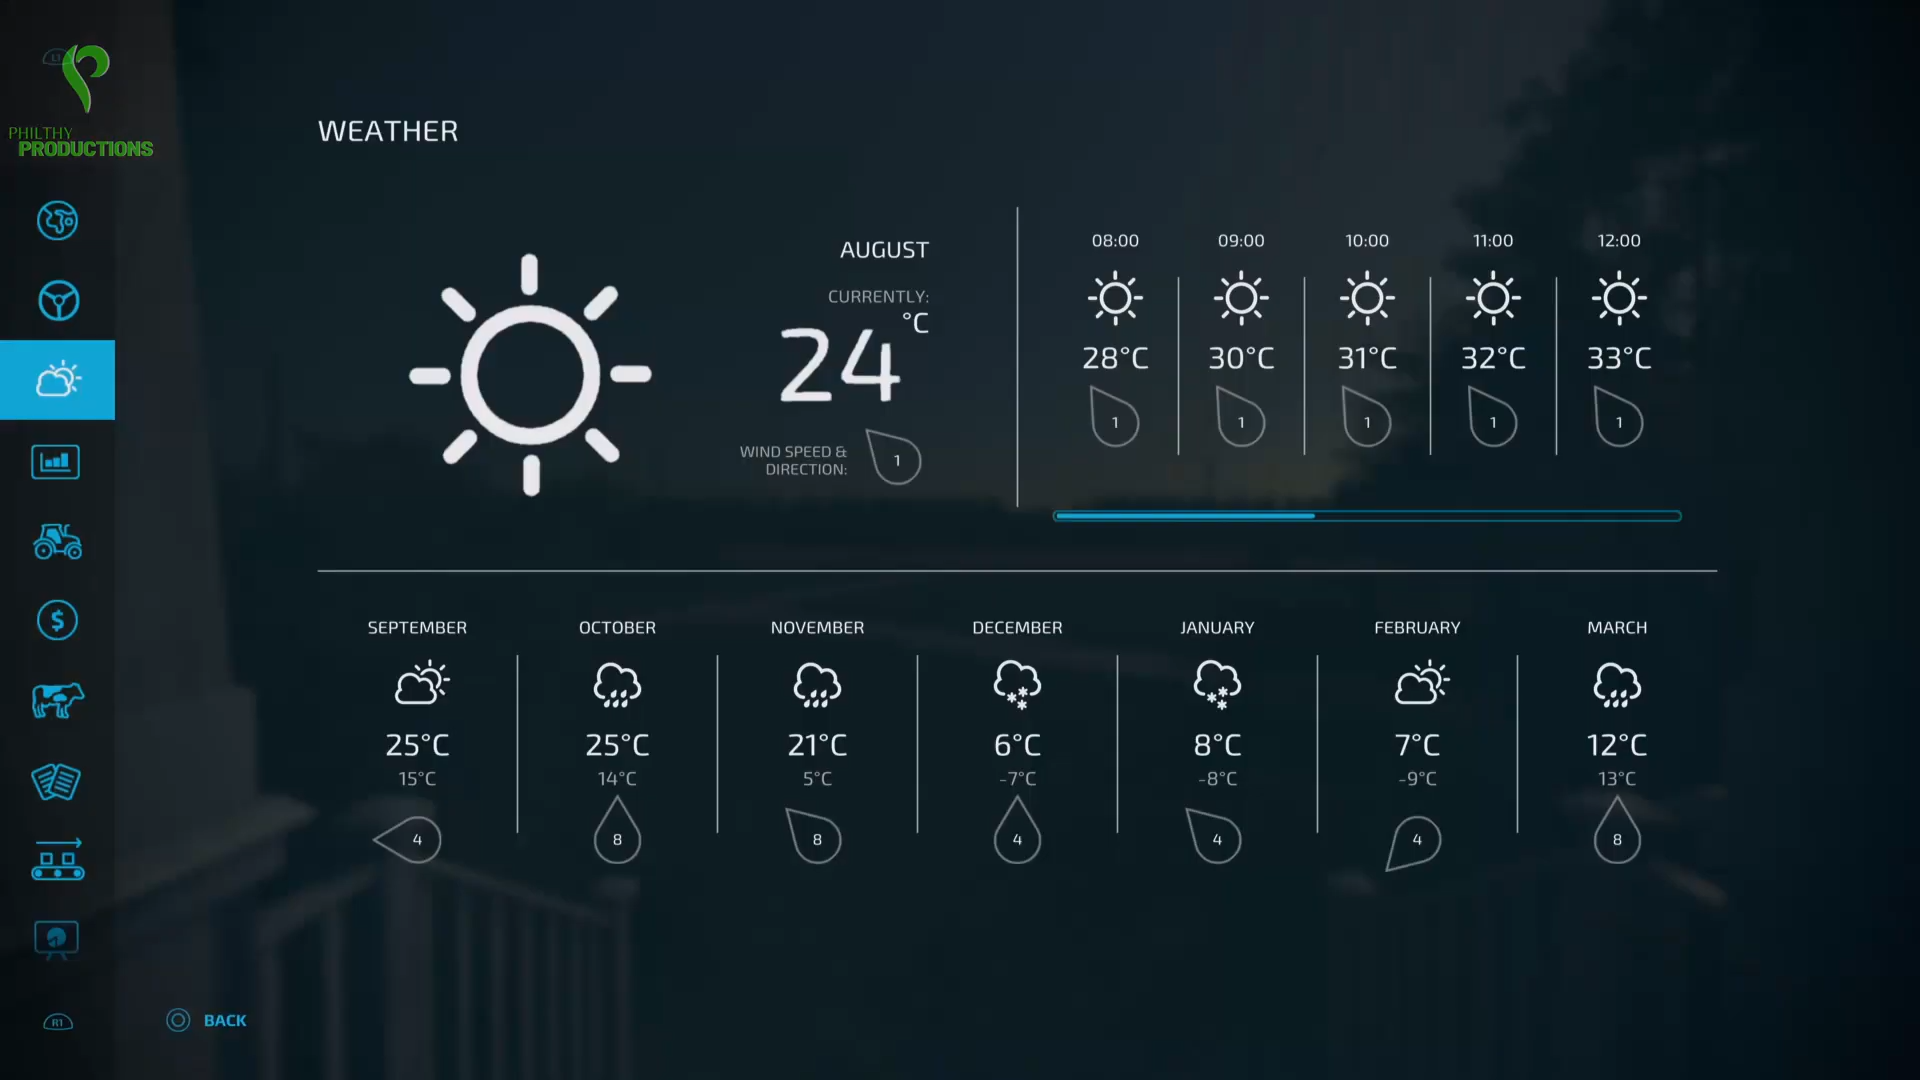 L1
PHILTHY
PRODUCTIONS
WEATHER
AUGUST
CURRENTLY:
24 °C
WIND SPEED &
DIRECTION:
1
08:00 09:00 10:00 11:00 12:00
28°C 30°C 31°C 32°C 33°C
1 1 1 1 1
SEPTEMBER OCTOBER NOVEMBER DECEMBER JANUARY FEBRUARY MARCH
25°C 25°C 21°C 6°C 8°C 7°C 12°C
15°C 14°C 5°C -7°C -8°C -9°C 13°C
4 8 8 4 4 4 8
$
R1
BACK